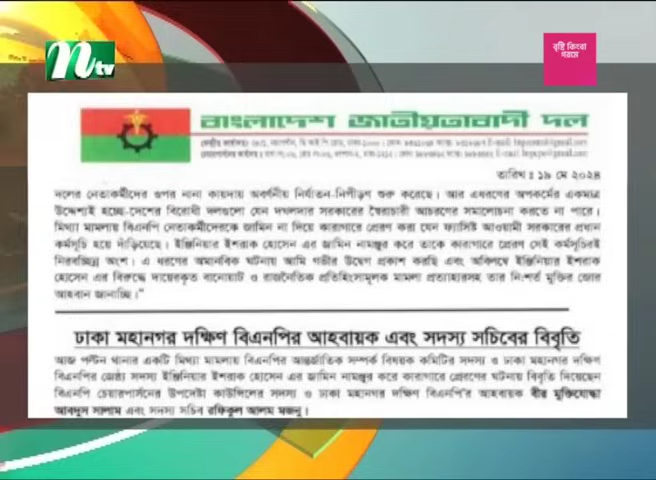 ntv
বৃষ্টি কিংবা
গরমে
বাংলাদেশ জাতীয়তাবাদী দল
তারিখ : ১৯ মে ২০২৪
দলের নেতাকর্মীদের ওপর নানা কায়দায় অবর্ণনীয় নির্যাতন-নিপীড়ণ শুরু করেছে। আর এধরণের অপকর্মের একমাত্র
উদ্দেশ্যই হচ্ছে-দেশের বিরোধী দলগুলো যেন দখলদার সরকারের স্বৈরাচারী আচরণের সমালোচনা করতে না পারে।
মিথ্যা মামলায় বিএনপি নেতাকর্মীদেরকে জামিন না দিয়ে কারাগারে প্রেরণ করা যেন ফ্যাসিষ্ট আওয়ামী সরকারের প্রধান
কর্মসূচি হয়ে দাঁড়িয়েছে। ইঞ্জিনিয়ার ইশরাক হোসেন এর জামিন নামঞ্জুর করে তাকে কারাগারে প্রেরণ সেই কর্মসূচিরই
নিরবচ্ছিন্ন অংশ। এ ধরণের অমানবিক ঘটনায় আমি গভীর উদ্বেগ প্রকাশ করছি এবং অবিলম্বে ইঞ্জিনিয়ার ইশরাক
হোসেন এর বিরুদ্ধে দায়েরকৃত বানোয়াট ও রাজনৈতিক প্রতিহিংসামূলক মামলা প্রত্যাহারসহ তার নিঃশর্ত মুক্তির জোর
আহবান জানাচ্ছি।"
ঢাকা মহানগর দক্ষিণ বিএনপির আহবায়ক এবং সদস্য সচিবের বিবৃতি
আজ পল্টন থানার একটি মিথ্যা মামলায় বিএনপির আন্তর্জাতিক সম্পর্ক বিষয়ক কমিটির সদস্য ও ঢাকা মহানগর দক্ষিণ
বিএনপির জেষ্ঠ্য সদস্য ইঞ্জিনিয়ার ইশরাক হোসেন এর জামিন নামঞ্জুর করে কারাগারে প্রেরণের ঘটনায় বিবৃতি দিয়েছেন
বিএনপি চেয়ারপার্সনের উপদেষ্টা কাউন্সিলের সদস্য ও ঢাকা মহানগর দক্ষিণ বিএনপি'র আহবায়ক বীর মুক্তিযোদ্ধা
আবদুস সালাম এবং সদস্য সচিব রফিকুল আলম মজনু।